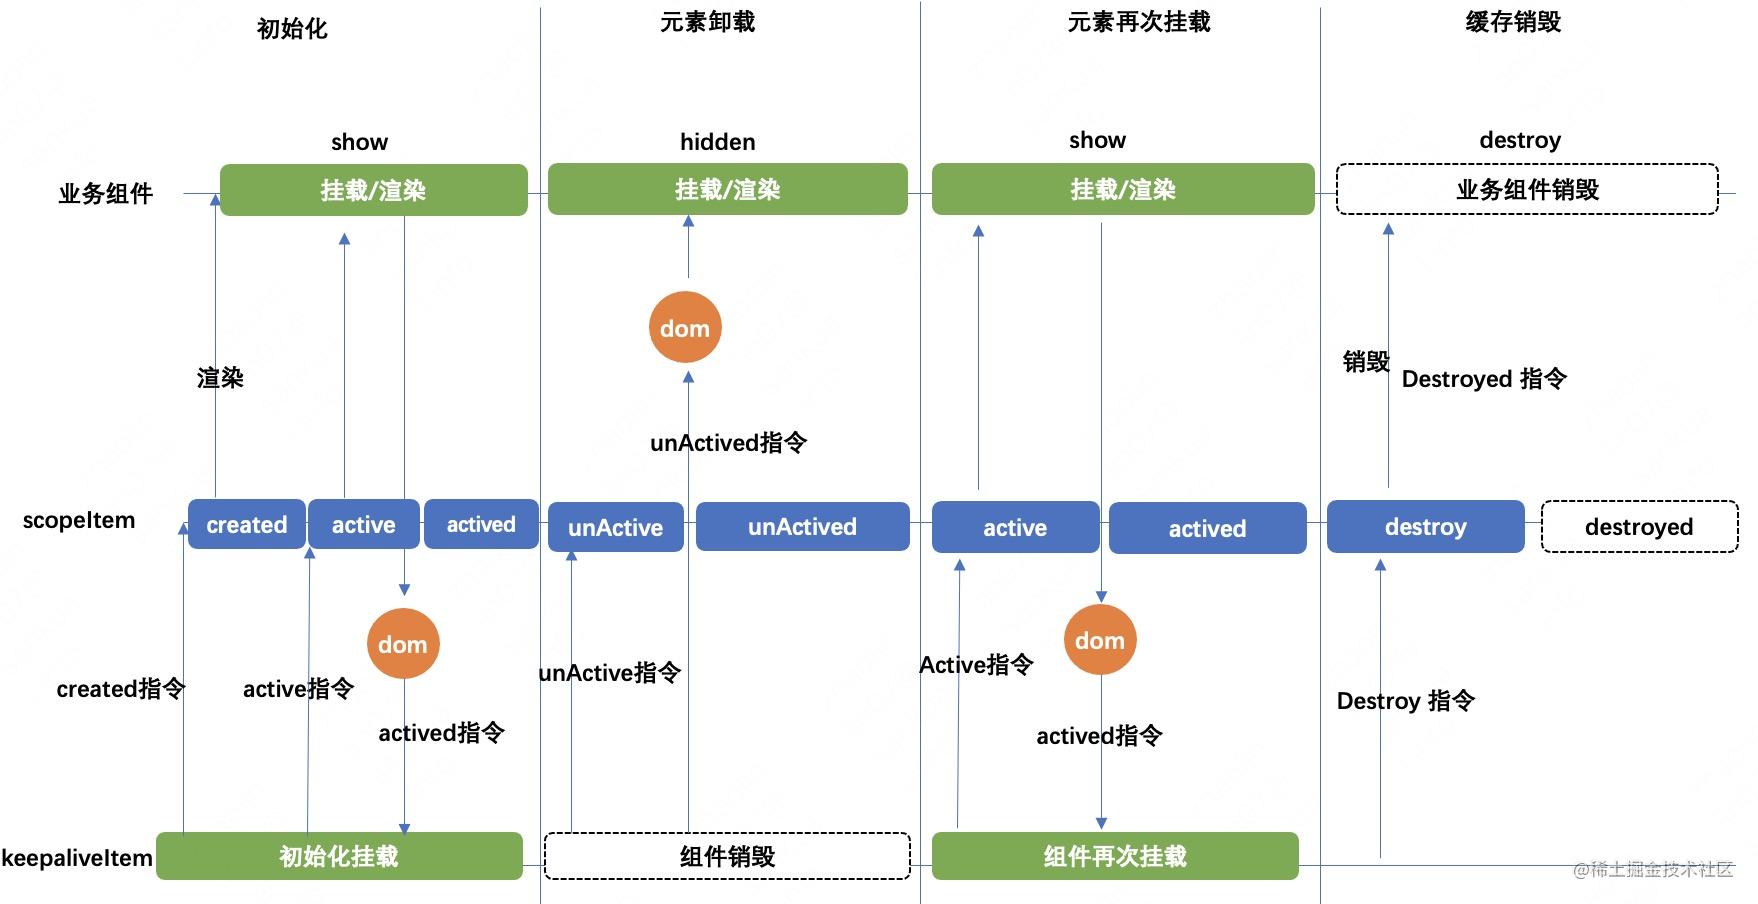 初始化
元素卸载
元素再次挂载
缓存销毁
show
hidden
show
destroy
业务组件
挂载/渲染
挂载/渲染
挂载/渲染
业务组件销毁
dom
渲染
销毁
Destroyed 指令
unActived指令
scopeItem
created
active
actived
unActive
unActived
active
actived
destroy
destroyed
dom
dom
created指令
active指令
unActive指令
Active指令
Destroy 指令
actived指令
actived指令
keepaliveItem
初始化挂载
组件销毁
组件再次挂载
@稀土掘金技术社区